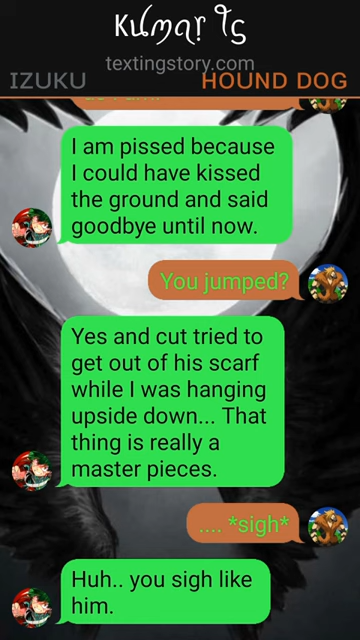 Kumar Ts
textingstory.com
IZUKU
HOUND DOG
I am pissed because
I could have kissed
the ground and said
goodbye until now.
You jumped?
Yes and cut tried to
get out of his scarf
while I was hanging
upside down... That
thing is really a
master pieces.
.... *sigh*
Huh.. you sigh like
him.